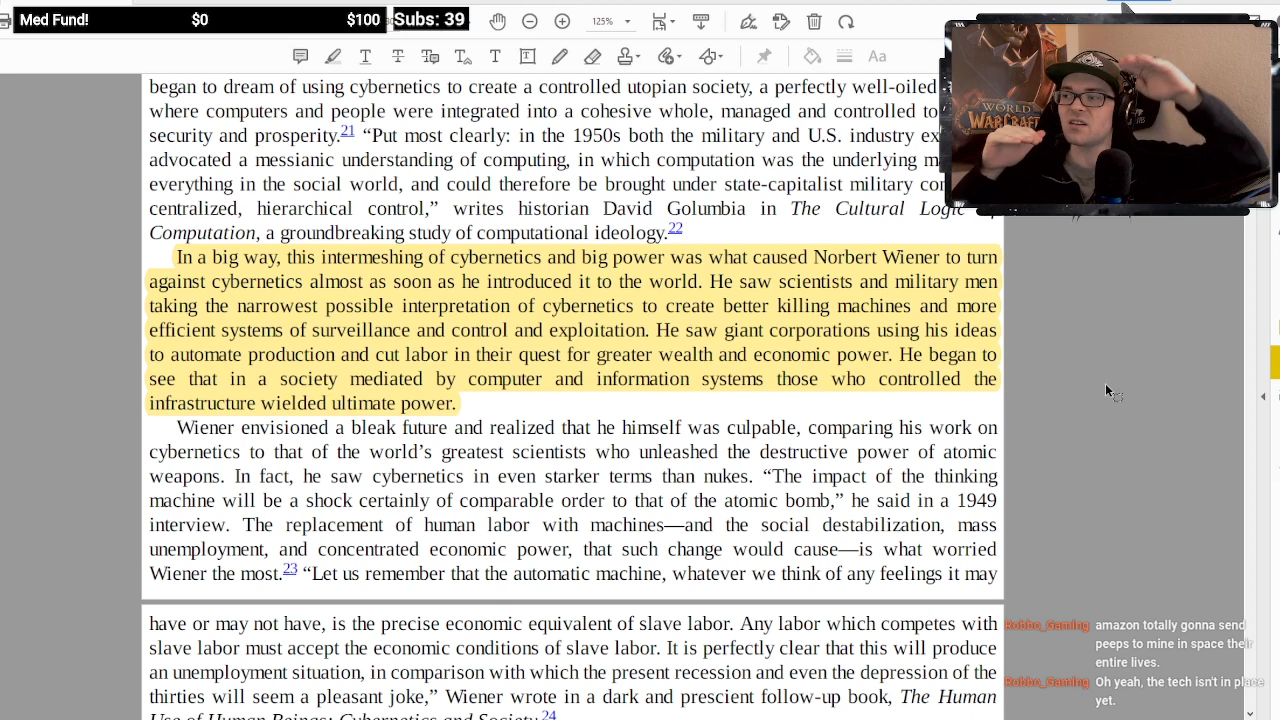 Med Fund! $0 $100 Subs: 39
125%
began to dream of using cybernetics to create a controlled utopian society, a perfectly well-oiled
where computers and people were integrated into a cohesive whole, managed and controlled to
security and prosperity.21 “Put most clearly: in the 1950s both the military and U.S. industry ex
advocated a messianic understanding of computing, in which computation was the underlying m
everything in the social world, and could therefore be brought under state-capitalist military con
centralized, hierarchical control,” writes historian David Golumbia in The Cultural Logic
Computation, a groundbreaking study of computational ideology.22
In a big way, this intermeshing of cybernetics and big power was what caused Norbert Wiener to turn
against cybernetics almost as soon as he introduced it to the world. He saw scientists and military men
taking the narrowest possible interpretation of cybernetics to create better killing machines and more
efficient systems of surveillance and control and exploitation. He saw giant corporations using his ideas
to automate production and cut labor in their quest for greater wealth and economic power. He began to
see that in a society mediated by computer and information systems those who controlled the
infrastructure wielded ultimate power.
Wiener envisioned a bleak future and realized that he himself was culpable, comparing his work on
cybernetics to that of the world’s greatest scientists who unleashed the destructive power of atomic
weapons. In fact, he saw cybernetics in even starker terms than nukes. “The impact of the thinking
machine will be a shock certainly of comparable order to that of the atomic bomb,” he said in a 1949
interview. The replacement of human labor with machines—and the social destabilization, mass
unemployment, and concentrated economic power, that such change would cause—is what worried
Wiener the most.23 “Let us remember that the automatic machine, whatever we think of any feelings it may
have or may not have, is the precise economic equivalent of slave labor. Any labor which competes with
slave labor must accept the economic conditions of slave labor. It is perfectly clear that this will produce
an unemployment situation, in comparison with which the present recession and even the depression of the
thirties will seem a pleasant joke,” Wiener wrote in a dark and prescient follow-up book, The Human
Use of Human Beings: Cybernetics and Society.24
WORLD
WARCRAFT
Robbo_Gaming amazon totally gonna send
peeps to mine in space their
entire lives.
Robbo_Gaming Oh yeah, the tech isn't in place
yet.